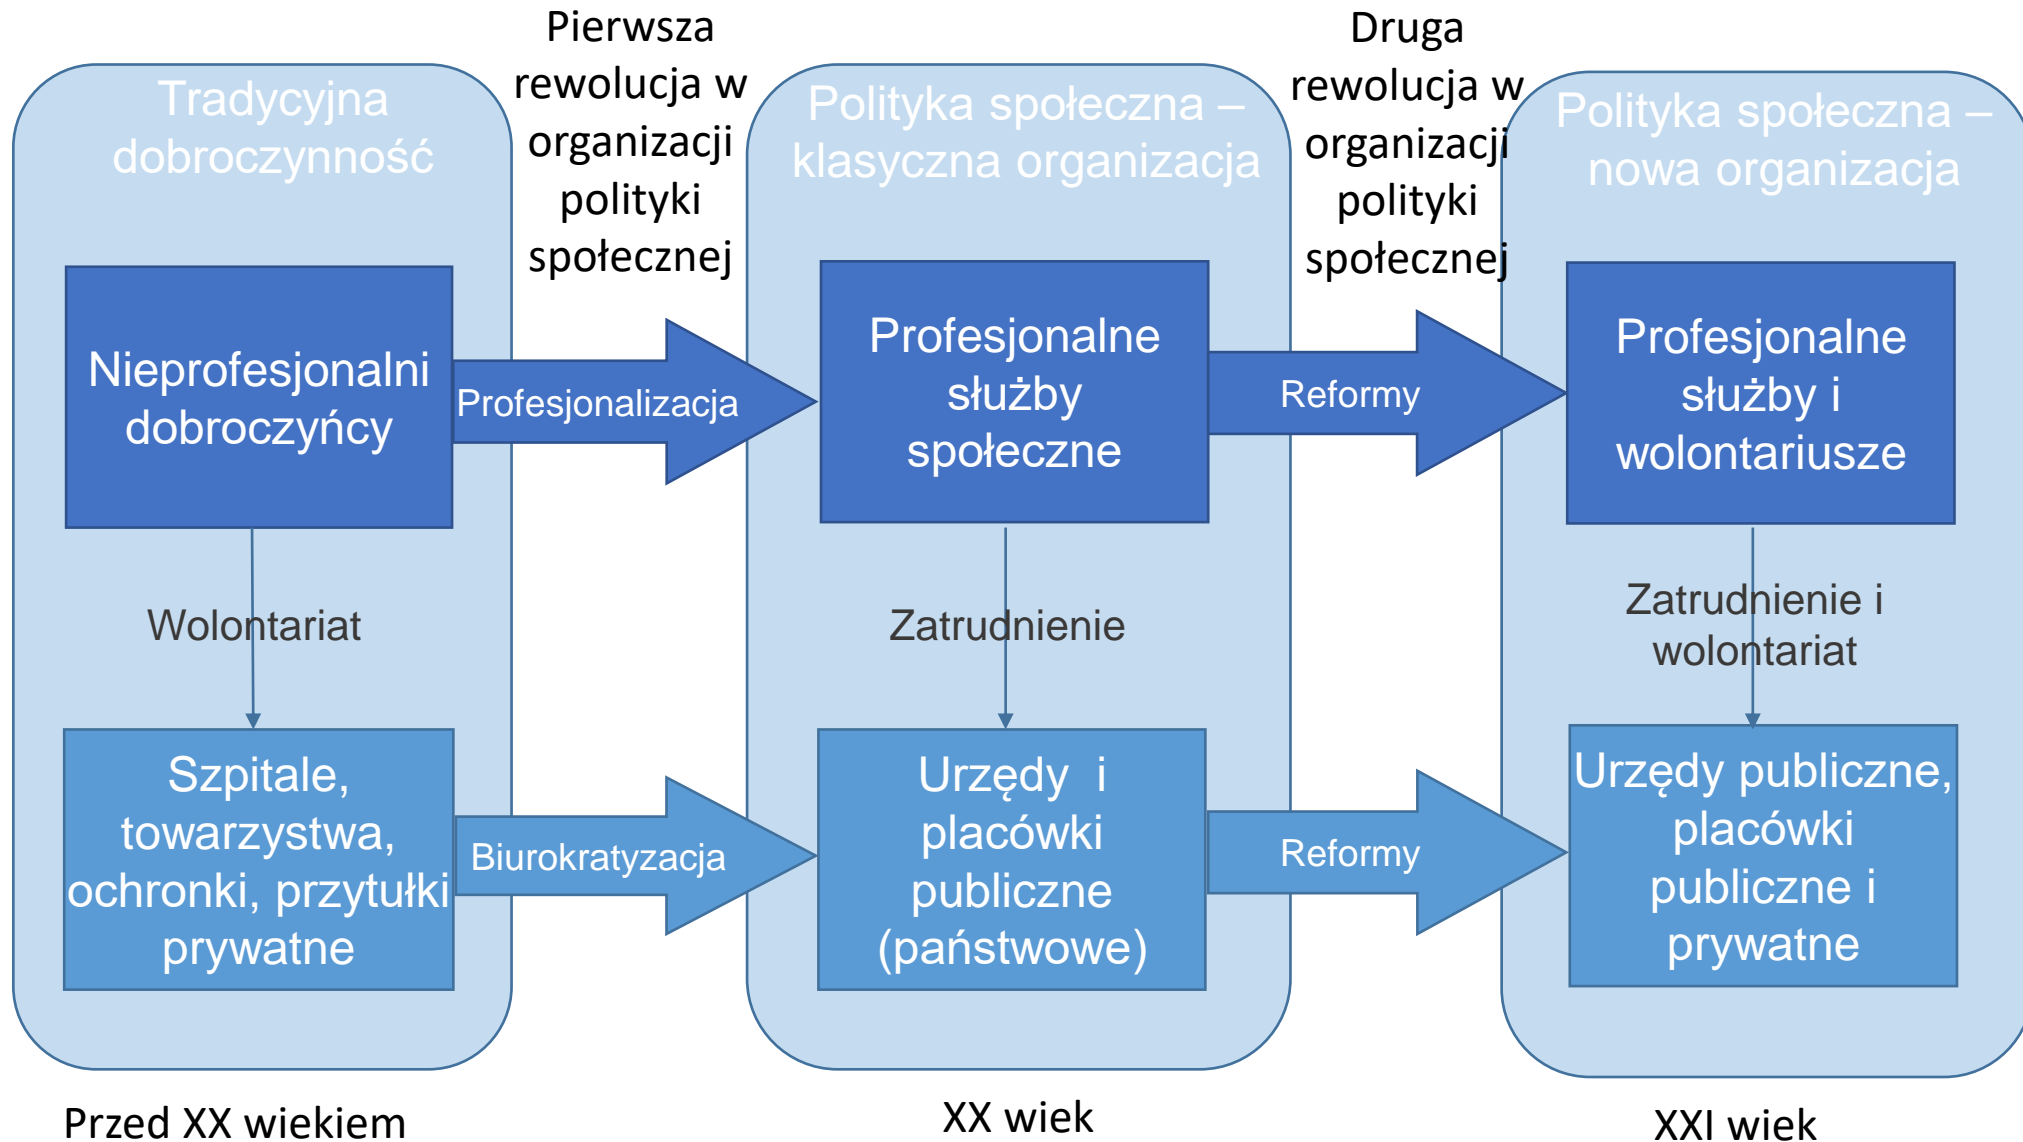 Pierwsza
rewolucja w
organizacji
polityki
społecznej
Druga
rewolucja w
organizacji
polityki
społecznej
Tradycyjna
dobroczynność
Polityka społeczna –
klasyczna organizacja
Polityka społeczna –
nowa organizacja
Nieprofesjonalni
dobroczyńcy
Profesjonalizacja
Profesjonalne
służby
społeczne
Reformy
Profesjonalne
służby i
wolontariusze
Wolontariat
Zatrudnienie
Zatrudnienie i
wolontariat
Szpitale,
towarzystwa,
ochronki, przytułki
prywatne
Biurokratyzacja
Urzędy i
placówki
publiczne
(państwowe)
Reformy
Urzędy publiczne,
placówki
publiczne i
prywatne
Przed XX wiekiem
XX wiek
XXI wiek